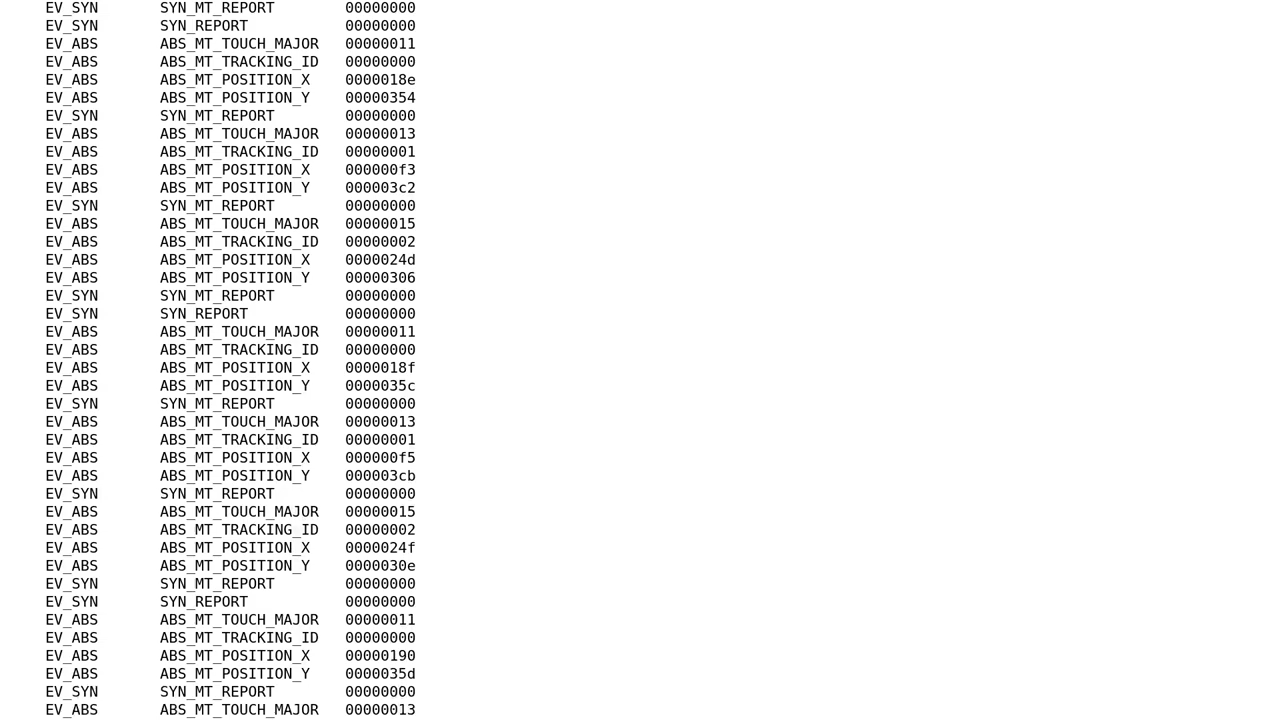 EV_SYN SYN_MT_REPORT 00000000
EV_SYN SYN_REPORT 00000000
EV_ABS ABS_MT_TOUCH_MAJOR 00000011
EV_ABS ABS_MT_TRACKING_ID 00000000
EV_ABS ABS_MT_POSITION_X 0000018e
EV_ABS ABS_MT_POSITION_Y 00000354
EV_SYN SYN_MT_REPORT 00000000
EV_ABS ABS_MT_TOUCH_MAJOR 00000013
EV_ABS ABS_MT_TRACKING_ID 00000001
EV_ABS ABS_MT_POSITION_X 000000f3
EV_ABS ABS_MT_POSITION_Y 000003c2
EV_SYN SYN_MT_REPORT 00000000
EV_ABS ABS_MT_TOUCH_MAJOR 00000015
EV_ABS ABS_MT_TRACKING_ID 00000002
EV_ABS ABS_MT_POSITION_X 0000024d
EV_ABS ABS_MT_POSITION_Y 00000306
EV_SYN SYN_MT_REPORT 00000000
EV_SYN SYN_REPORT 00000000
EV_ABS ABS_MT_TOUCH_MAJOR 00000011
EV_ABS ABS_MT_TRACKING_ID 00000000
EV_ABS ABS_MT_POSITION_X 0000018f
EV_ABS ABS_MT_POSITION_Y 0000035c
EV_SYN SYN_MT_REPORT 00000000
EV_ABS ABS_MT_TOUCH_MAJOR 00000013
EV_ABS ABS_MT_TRACKING_ID 00000001
EV_ABS ABS_MT_POSITION_X 000000f5
EV_ABS ABS_MT_POSITION_Y 000003cb
EV_SYN SYN_MT_REPORT 00000000
EV_ABS ABS_MT_TOUCH_MAJOR 00000015
EV_ABS ABS_MT_TRACKING_ID 00000002
EV_ABS ABS_MT_POSITION_X 0000024f
EV_ABS ABS_MT_POSITION_Y 0000030e
EV_SYN SYN_MT_REPORT 00000000
EV_SYN SYN_REPORT 00000000
EV_ABS ABS_MT_TOUCH_MAJOR 00000011
EV_ABS ABS_MT_TRACKING_ID 00000000
EV_ABS ABS_MT_POSITION_X 00000190
EV_ABS ABS_MT_POSITION_Y 0000035d
EV_SYN SYN_MT_REPORT 00000000
EV_ABS ABS_MT_TOUCH_MAJOR 00000013